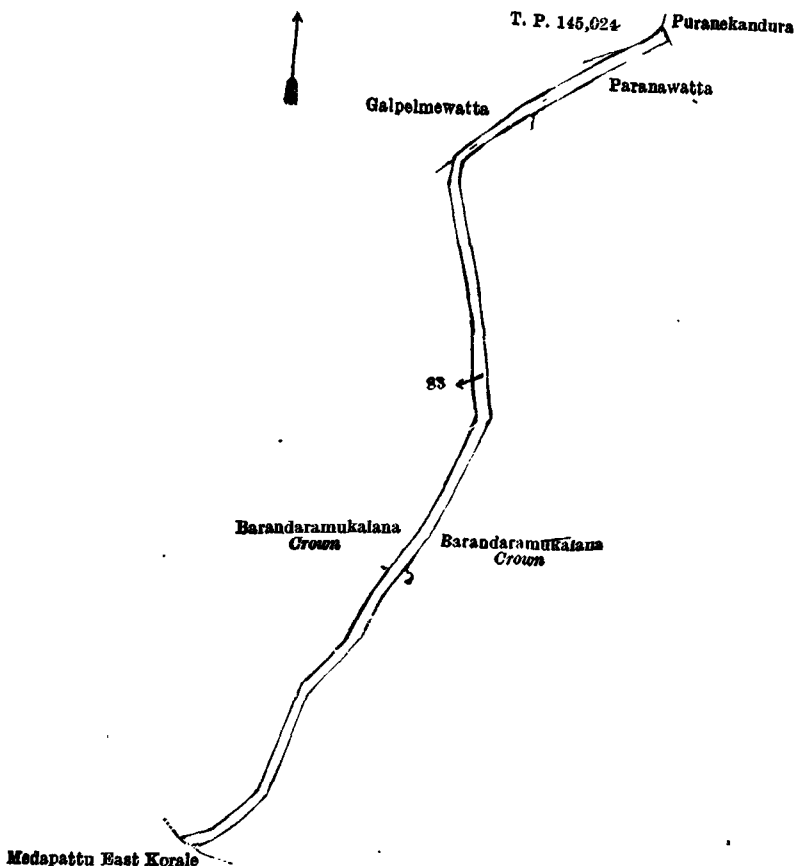 T. P. 145,024
Puranekandura
Paranawatta
Galpelmewatta
83
Barandaramukalana
Crown
Barandaramukalana
Crown
Medapattu East Korale